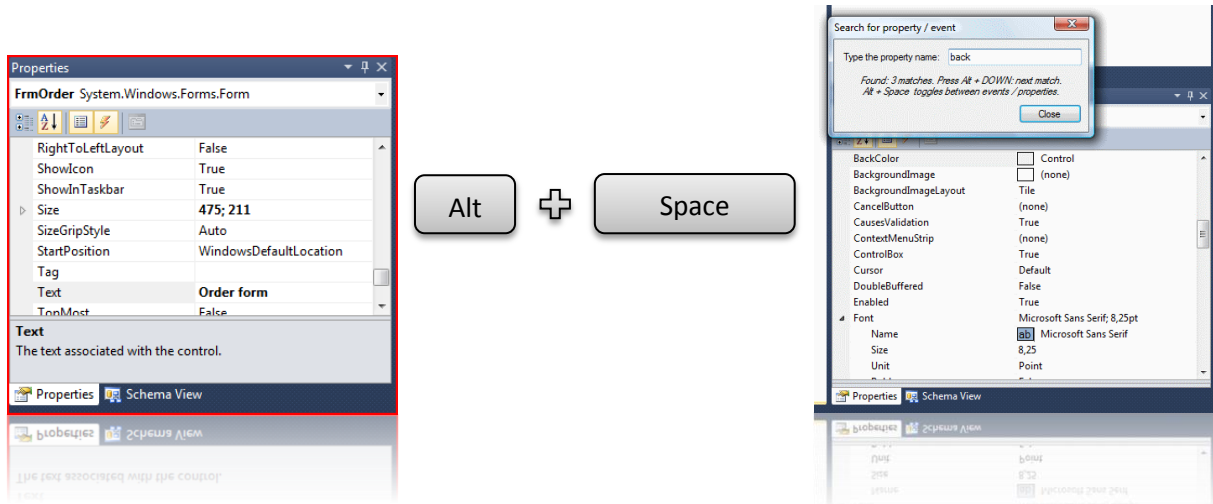 Properties
FrmOrder System.Windows.Forms.Form
RightToLeftLayout False
ShowIcon True
ShowInTaskbar True
Size 475; 211
SizeGripStyle Auto
StartPosition WindowsDefaultLocation
Tag
Text Order form
TopMost False
Text
The text associated with the control.
Properties Schema View
Alt
Space
Search for property / event
Type the property name: back
Found: 3 matches. Press Alt + DOWN: next match.
Alt + Space toggles between events / properties.
Close
BackColor Control
BackgroundImage (none)
BackgroundImageLayout Tile
CancelButton (none)
CausesValidation True
ContextMenuStrip (none)
ControlBox True
Cursor Default
DoubleBuffered False
Enabled True
Font Microsoft Sans Serif; 8,25pt
Name ab Microsoft Sans Serif
Size 8,25
Unit Point
Properties Schema View